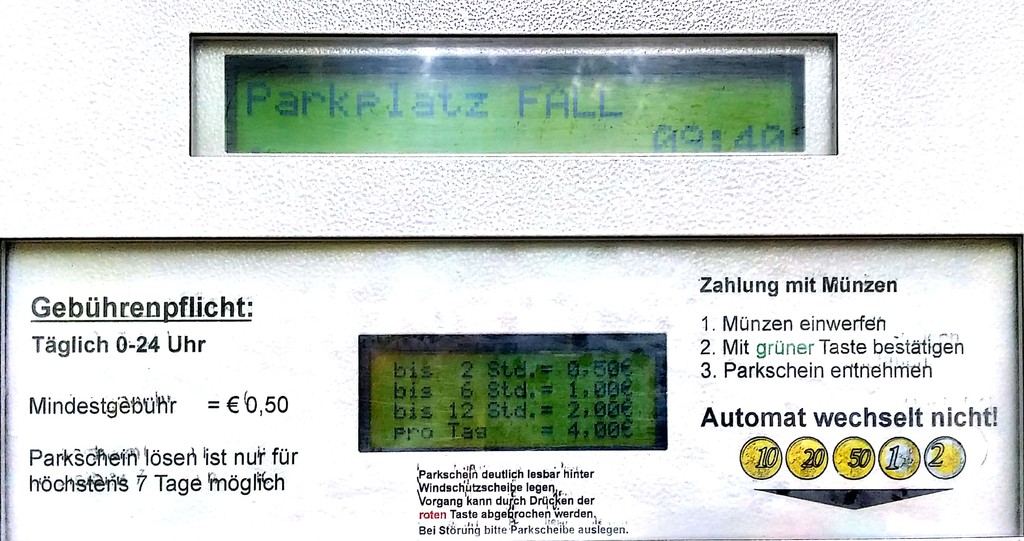 Parkplatz FALL
09:40
Gebührenpflicht:
Täglich 0-24 Uhr
Mindestgebühr = € 0,50
Parkschein lösen ist nur für
höchstens 7 Tage möglich
bis 2 Std.= 0,50€
bis 6 Std.= 1,00€
bis 12 Std.= 2,00€
pro Tag = 4,00€
Parkschein deutlich lesbar hinter
Windschutzscheibe legen,
Vorgang kann durch Drücken der
roten Taste abgebrochen werden.
Bei Störung bitte Parkscheibe auslegen.
Zahlung mit Münzen
1. Münzen einwerfen
2. Mit grüner Taste bestätigen
3. Parkschein entnehmen
Automat wechselt nicht!
10 20 50 1 2